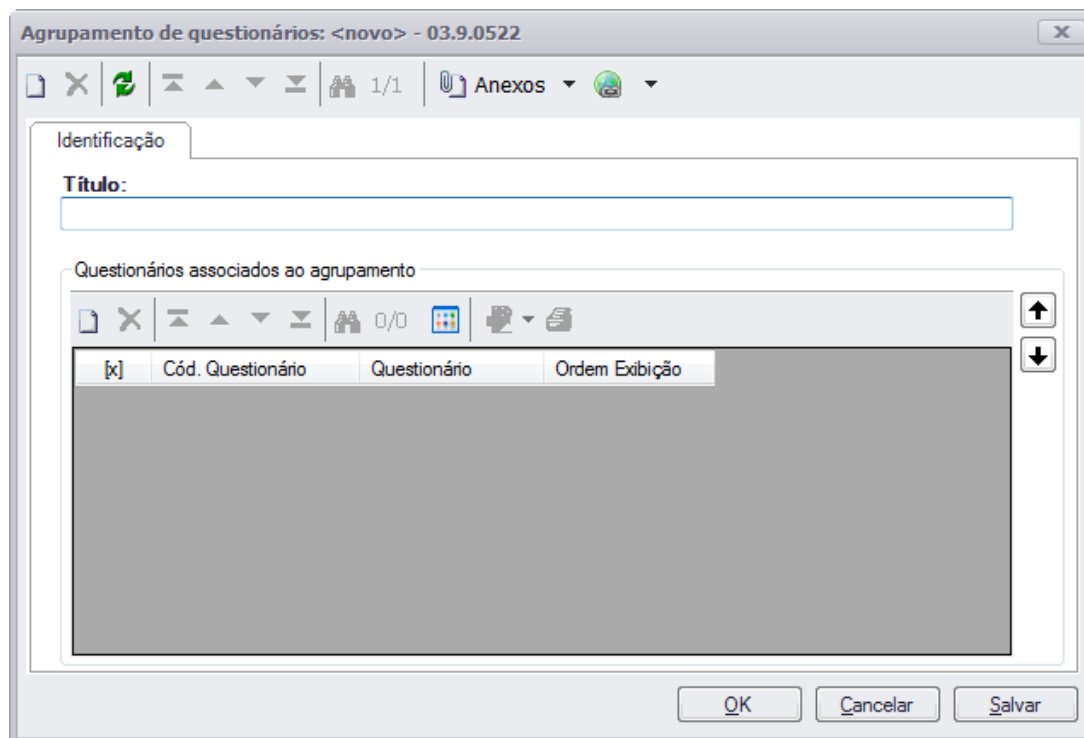 Agrupamento de questionários: <novo> - 03.9.0522
1/1 Anexos
Identificação
Título:
Questionários associados ao agrupamento
0/0
[x] Cód. Questionário Questionário Ordem Exibição
OK Cancelar Salvar